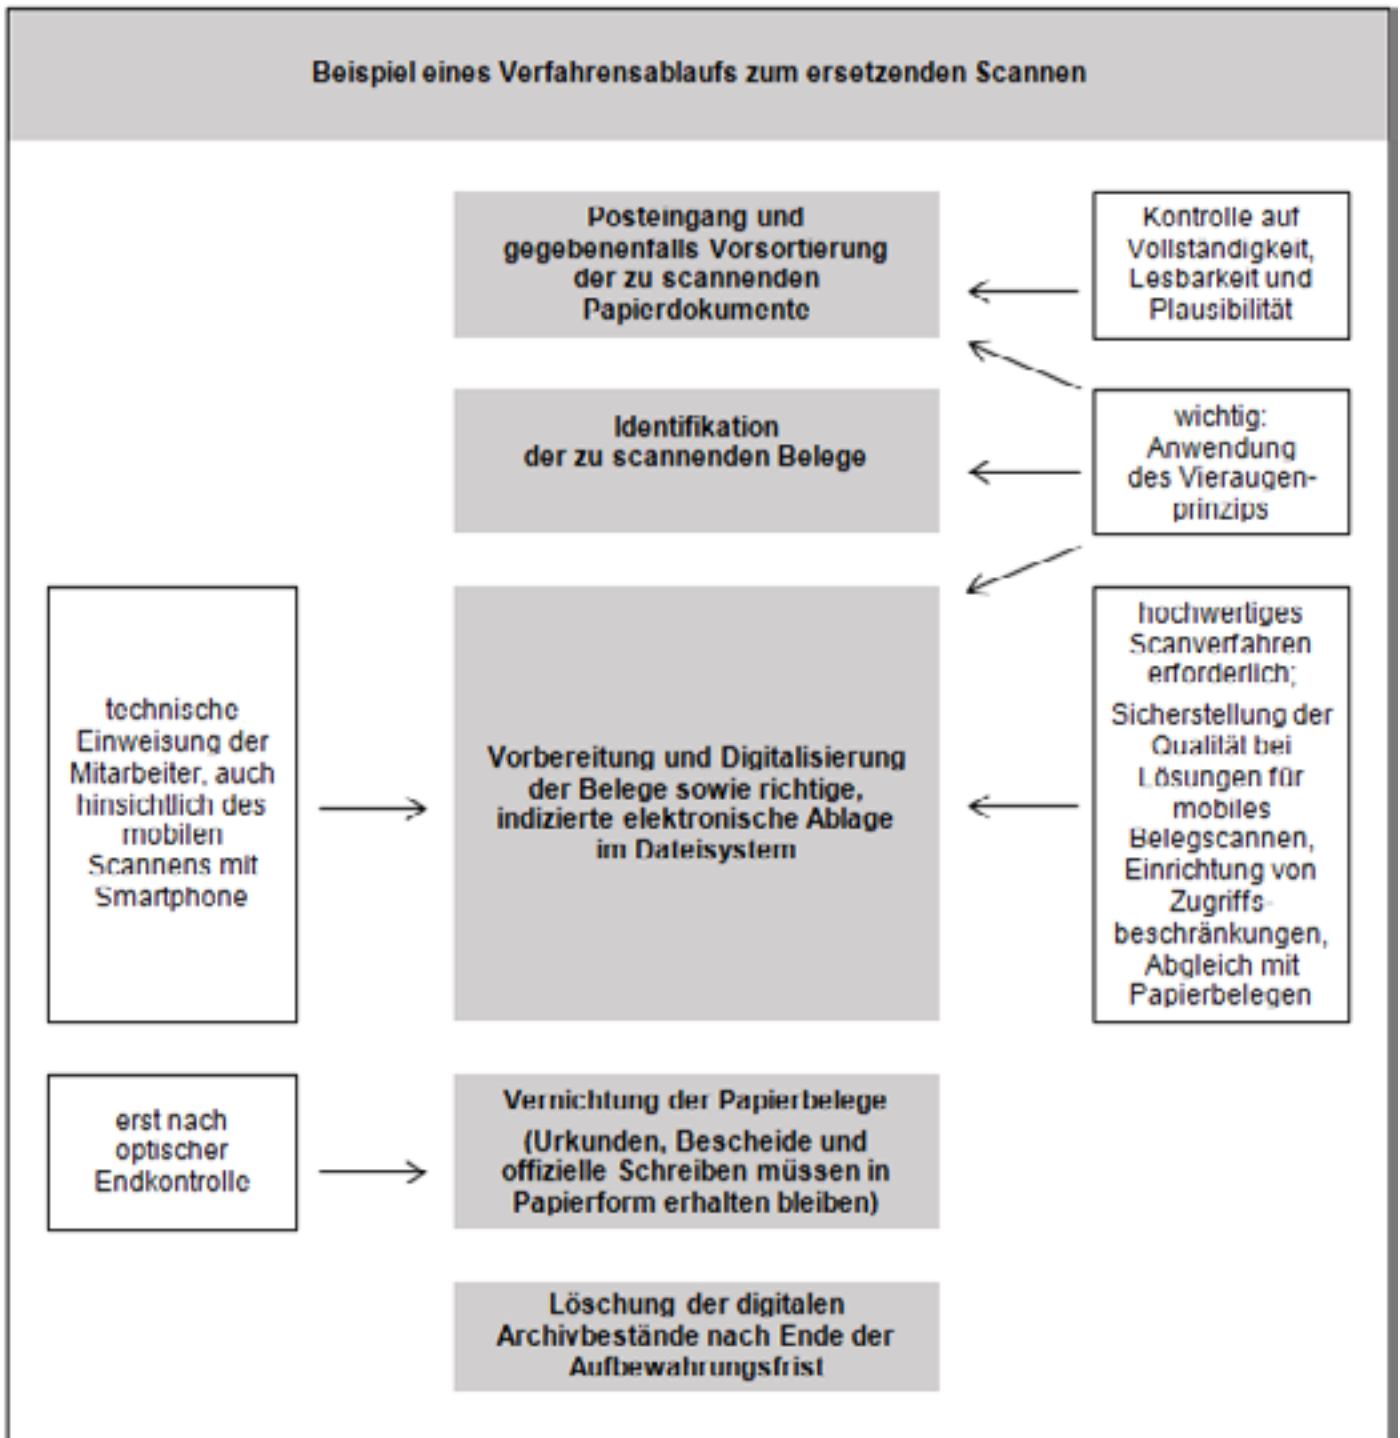 Beispiel eines Verfahrensablaufs zum ersetzenden Scannen
Posteingang und
gegebenenfalls Vorsortierung
der zu scannenden
Papierdokumente
Kontrolle auf
Vollständigkeit,
Lesbarkeit und
Plausibilität
Identifikation
der zu scannenden Belege
wichtig:
Anwendung
des Vieraugen-
prinzips
technische
Einweisung der
Mitarbeiter, auch
hinsichtlich des
mobilen
Scannens mit
Smartphone
Vorbereitung und Digitalisierung
der Belege sowie richtige,
indizierte elektronische Ablage
im Dateisystem
hochwertiges
Scanverfahren
erforderlich;
Sicherstellung der
Qualität bei
Lösungen für
mobiles
Belegscannen,
Einrichtung von
Zugriffs-
beschränkungen,
Abgleich mit
Papierbelegen
erst nach
optischer
Endkontrolle
Vernichtung der Papierbelege
(Urkunden, Bescheide und
offizielle Schreiben müssen in
Papierform erhalten bleiben)
Löschung der digitalen
Archivbestände nach Ende der
Aufbewahrungsfrist